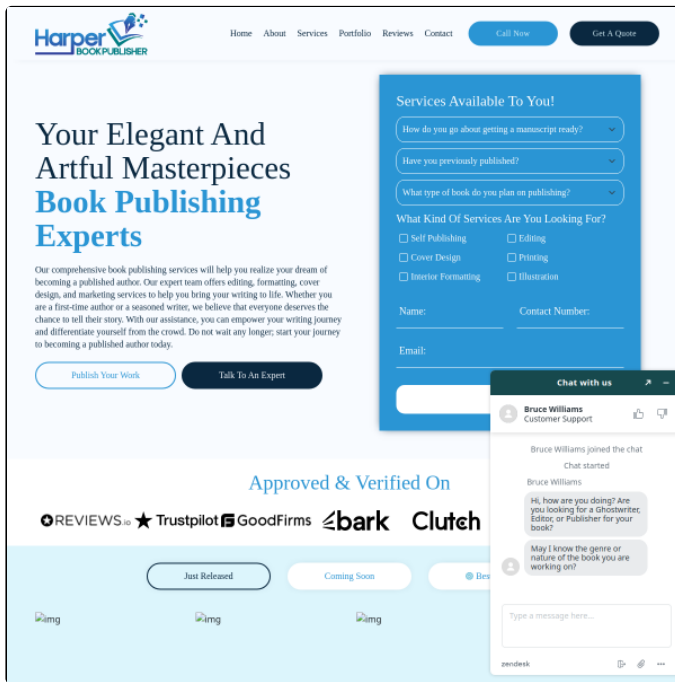 Harper
BOOK PUBLISHER
Home About Services Portfolio Reviews Contact Call Now Get A Quote
Your Elegant And
Artful Masterpieces
Book Publishing
Experts
Our comprehensive book publishing services will help you realize your dream of
becoming a published author. Our expert team offers editing, formatting, cover
design, and marketing services to help you bring your writing to life. Whether you
are a first-time author or a seasoned writer, we believe that everyone deserves the
chance to tell their story. With our assistance, you can empower your writing journey
and differentiate yourself from the crowd. Do not wait any longer; start your journey
to becoming a published author today.
Publish Your Work Talk To An Expert
Services Available To You!
How do you go about getting a manuscript ready?
Have you previously published?
What type of book do you plan on publishing?
What Kind Of Services Are You Looking For?
Self Publishing Editing
Cover Design Printing
Interior Formatting Illustration
Name: Contact Number:
Email:
Approved & Verified On
REVIEWS.io Trustpilot GoodFirms bark Clutch
Just Released Coming Soon Bes
img img img
Chat with us
Bruce Williams
Customer Support
Bruce Williams joined the chat
Chat started
Bruce Williams
Hi, how are you doing? Are
you looking for a Ghostwriter,
Editor, or Publisher for your
book?
May I know the genre or
nature of the book you are
working on?
Type a message here...
zendesk